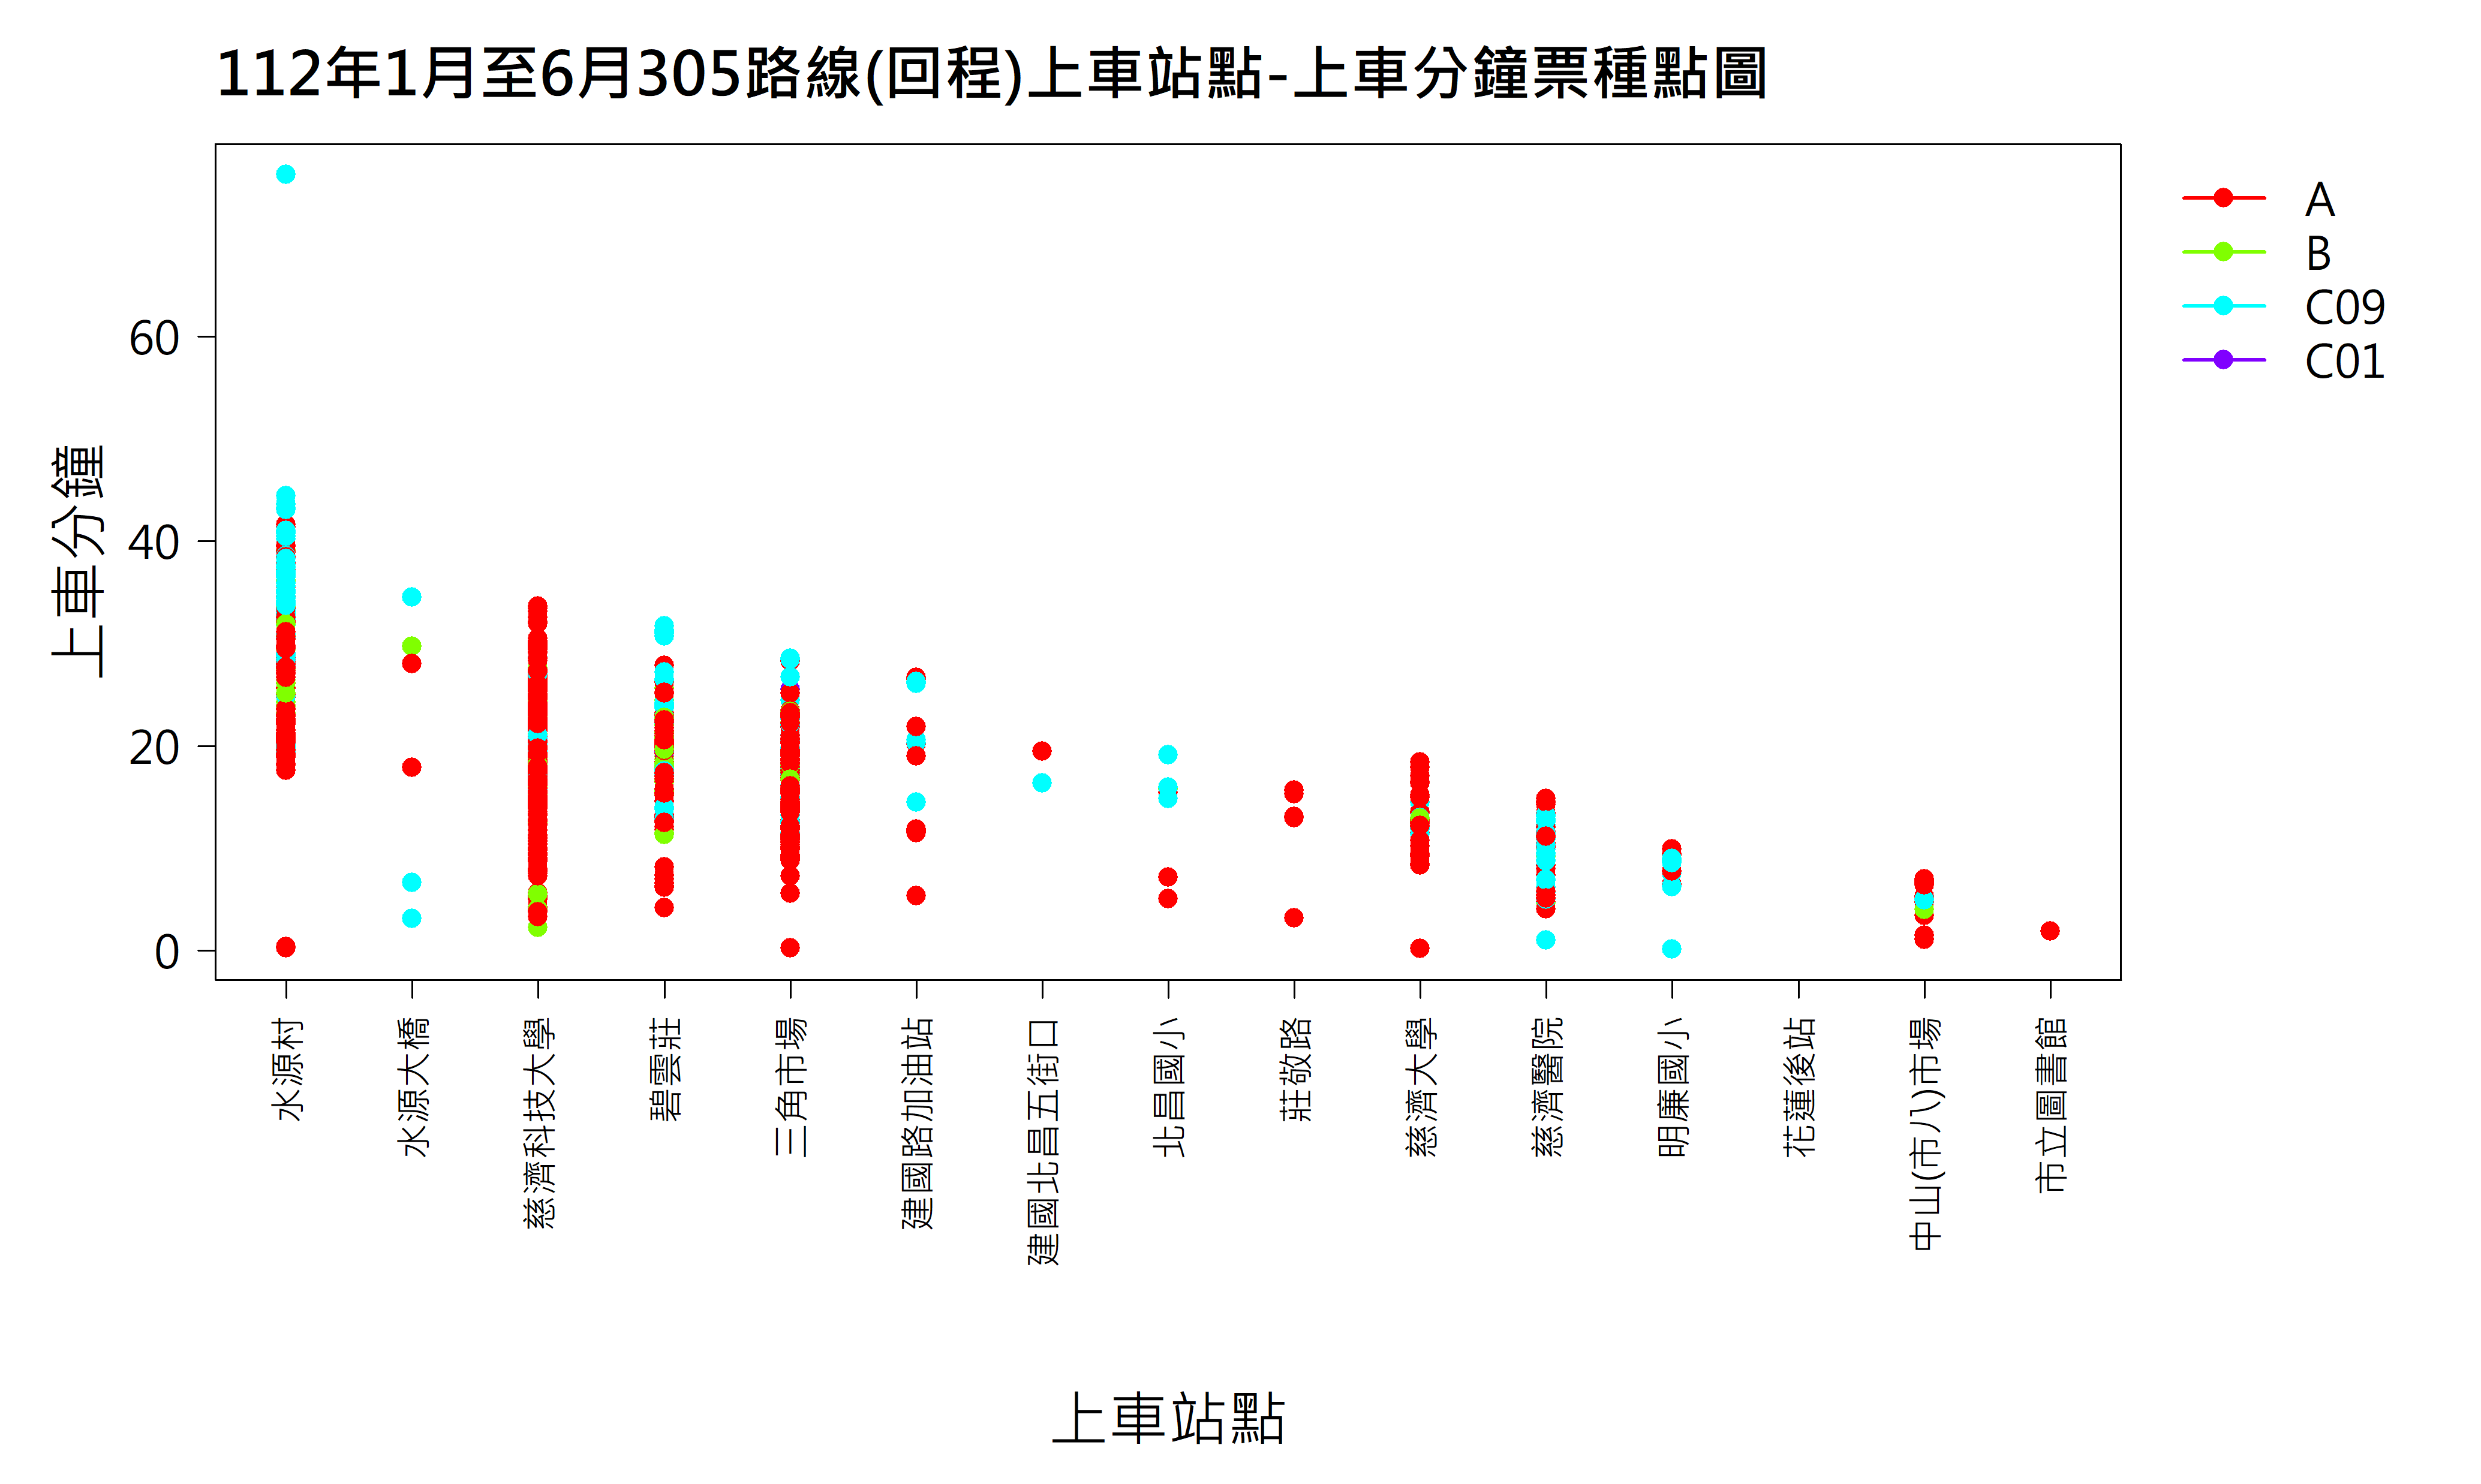 112年1月至6月305路線(回程)上車站點-上車分鐘票種點圖
A
B
C09
C01
上車分鐘
60
40
20
0
水源村
水源大橋
慈濟科技大學
碧雲莊
三角市場
建國路加油站
建國北昌五街口
北昌國小
莊敬路
慈濟大學
慈濟醫院
明廉國小
花蓮後站
中山(市八)市場
市立圖書館
上車站點